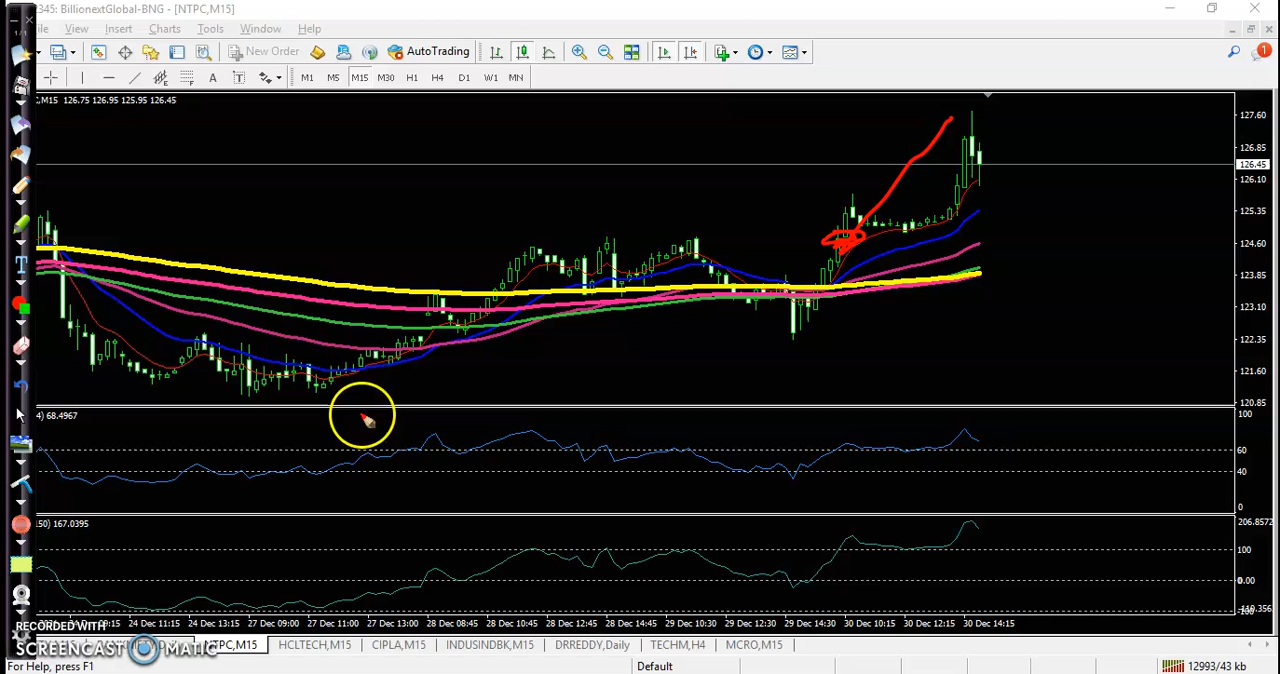 2345: BillionextGlobal-BNG - [NTPC,M15]
ile View Insert Charts Tools Window Help
New Order AutoTrading
A T M1 M5 M15 M30 H1 H4 D1 W1 MN
C,M15 126.75 126.95 125.95 126.45
127.60
126.85
126.45
126.10
125.35
124.60
123.85
123.10
122.35
121.60
120.85
4) 68.4967
100
60
40
0
50) 167.0395
206.8572
100
0.00
24 Dec 11:15 24 Dec 13:15 27 Dec 09:00 27 Dec 11:00 27 Dec 13:00 28 Dec 08:45 28 Dec 10:45 28 Dec 12:45 28 Dec 14:45 29 Dec 10:30 29 Dec 12:30 29 Dec 14:30 30 Dec 10:15 30 Dec 12:15 30 Dec 14:15
RECORDED WITH
SCREENCAST MATIC
NTPC,M15 HCLTECH,M15 CIPLA,M15 INDUSINDBK,M15 DRREDDY,Daily TECHM,H4 MCRO,M15
For Help, press F1 Default 12993/43 kb